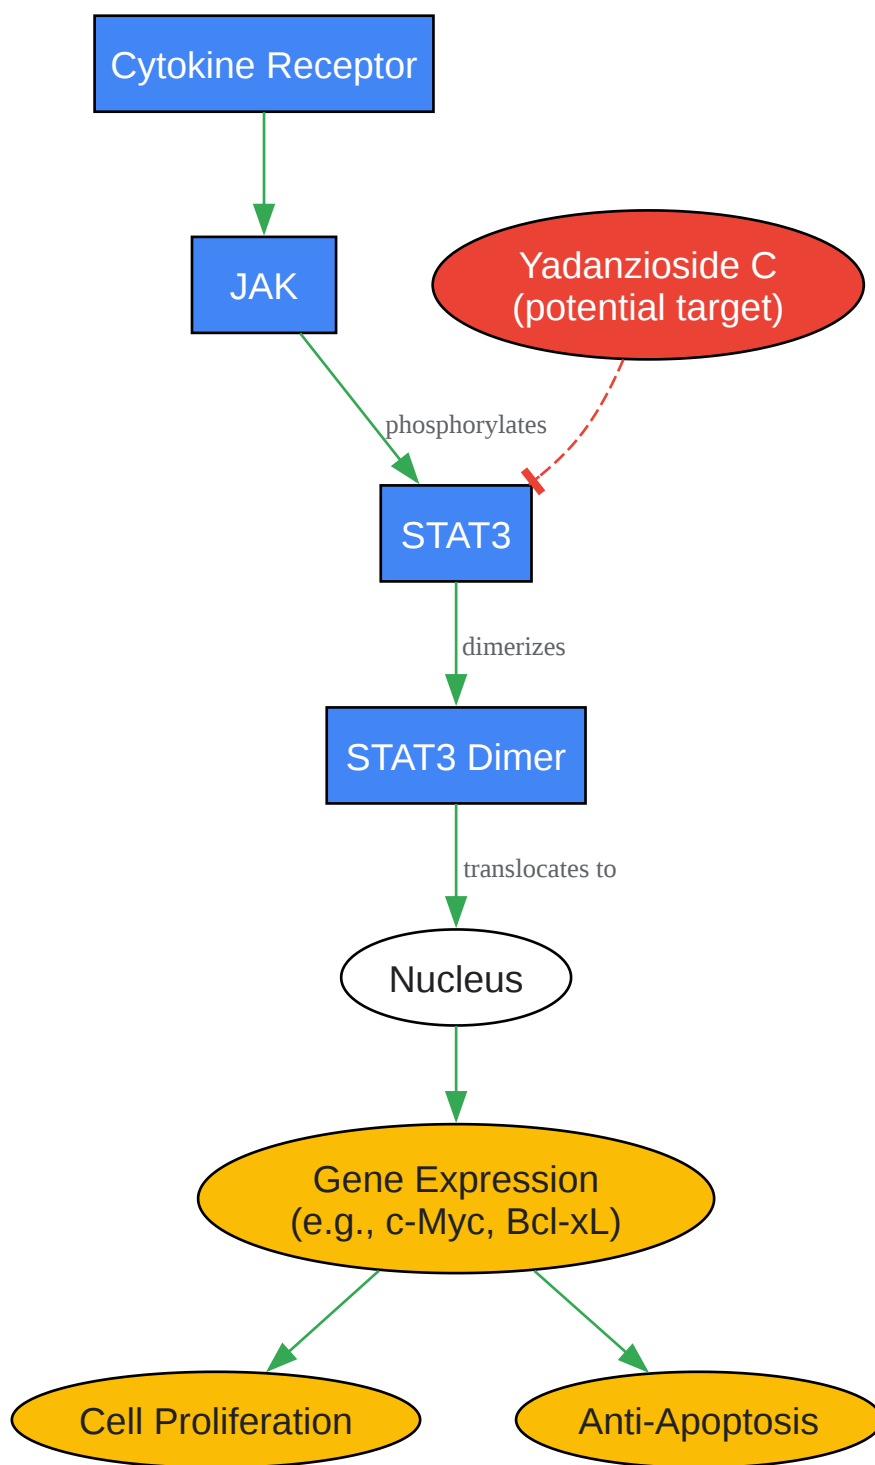 Cytokine Receptor
JAK
Yadanzioside C
(potential target)
phosphorylates
STAT3
dimerizes
STAT3 Dimer
translocates to
Nucleus
Gene Expression
(e.g., c-Myc, Bcl-xL)
Cell Proliferation
Anti-Apoptosis